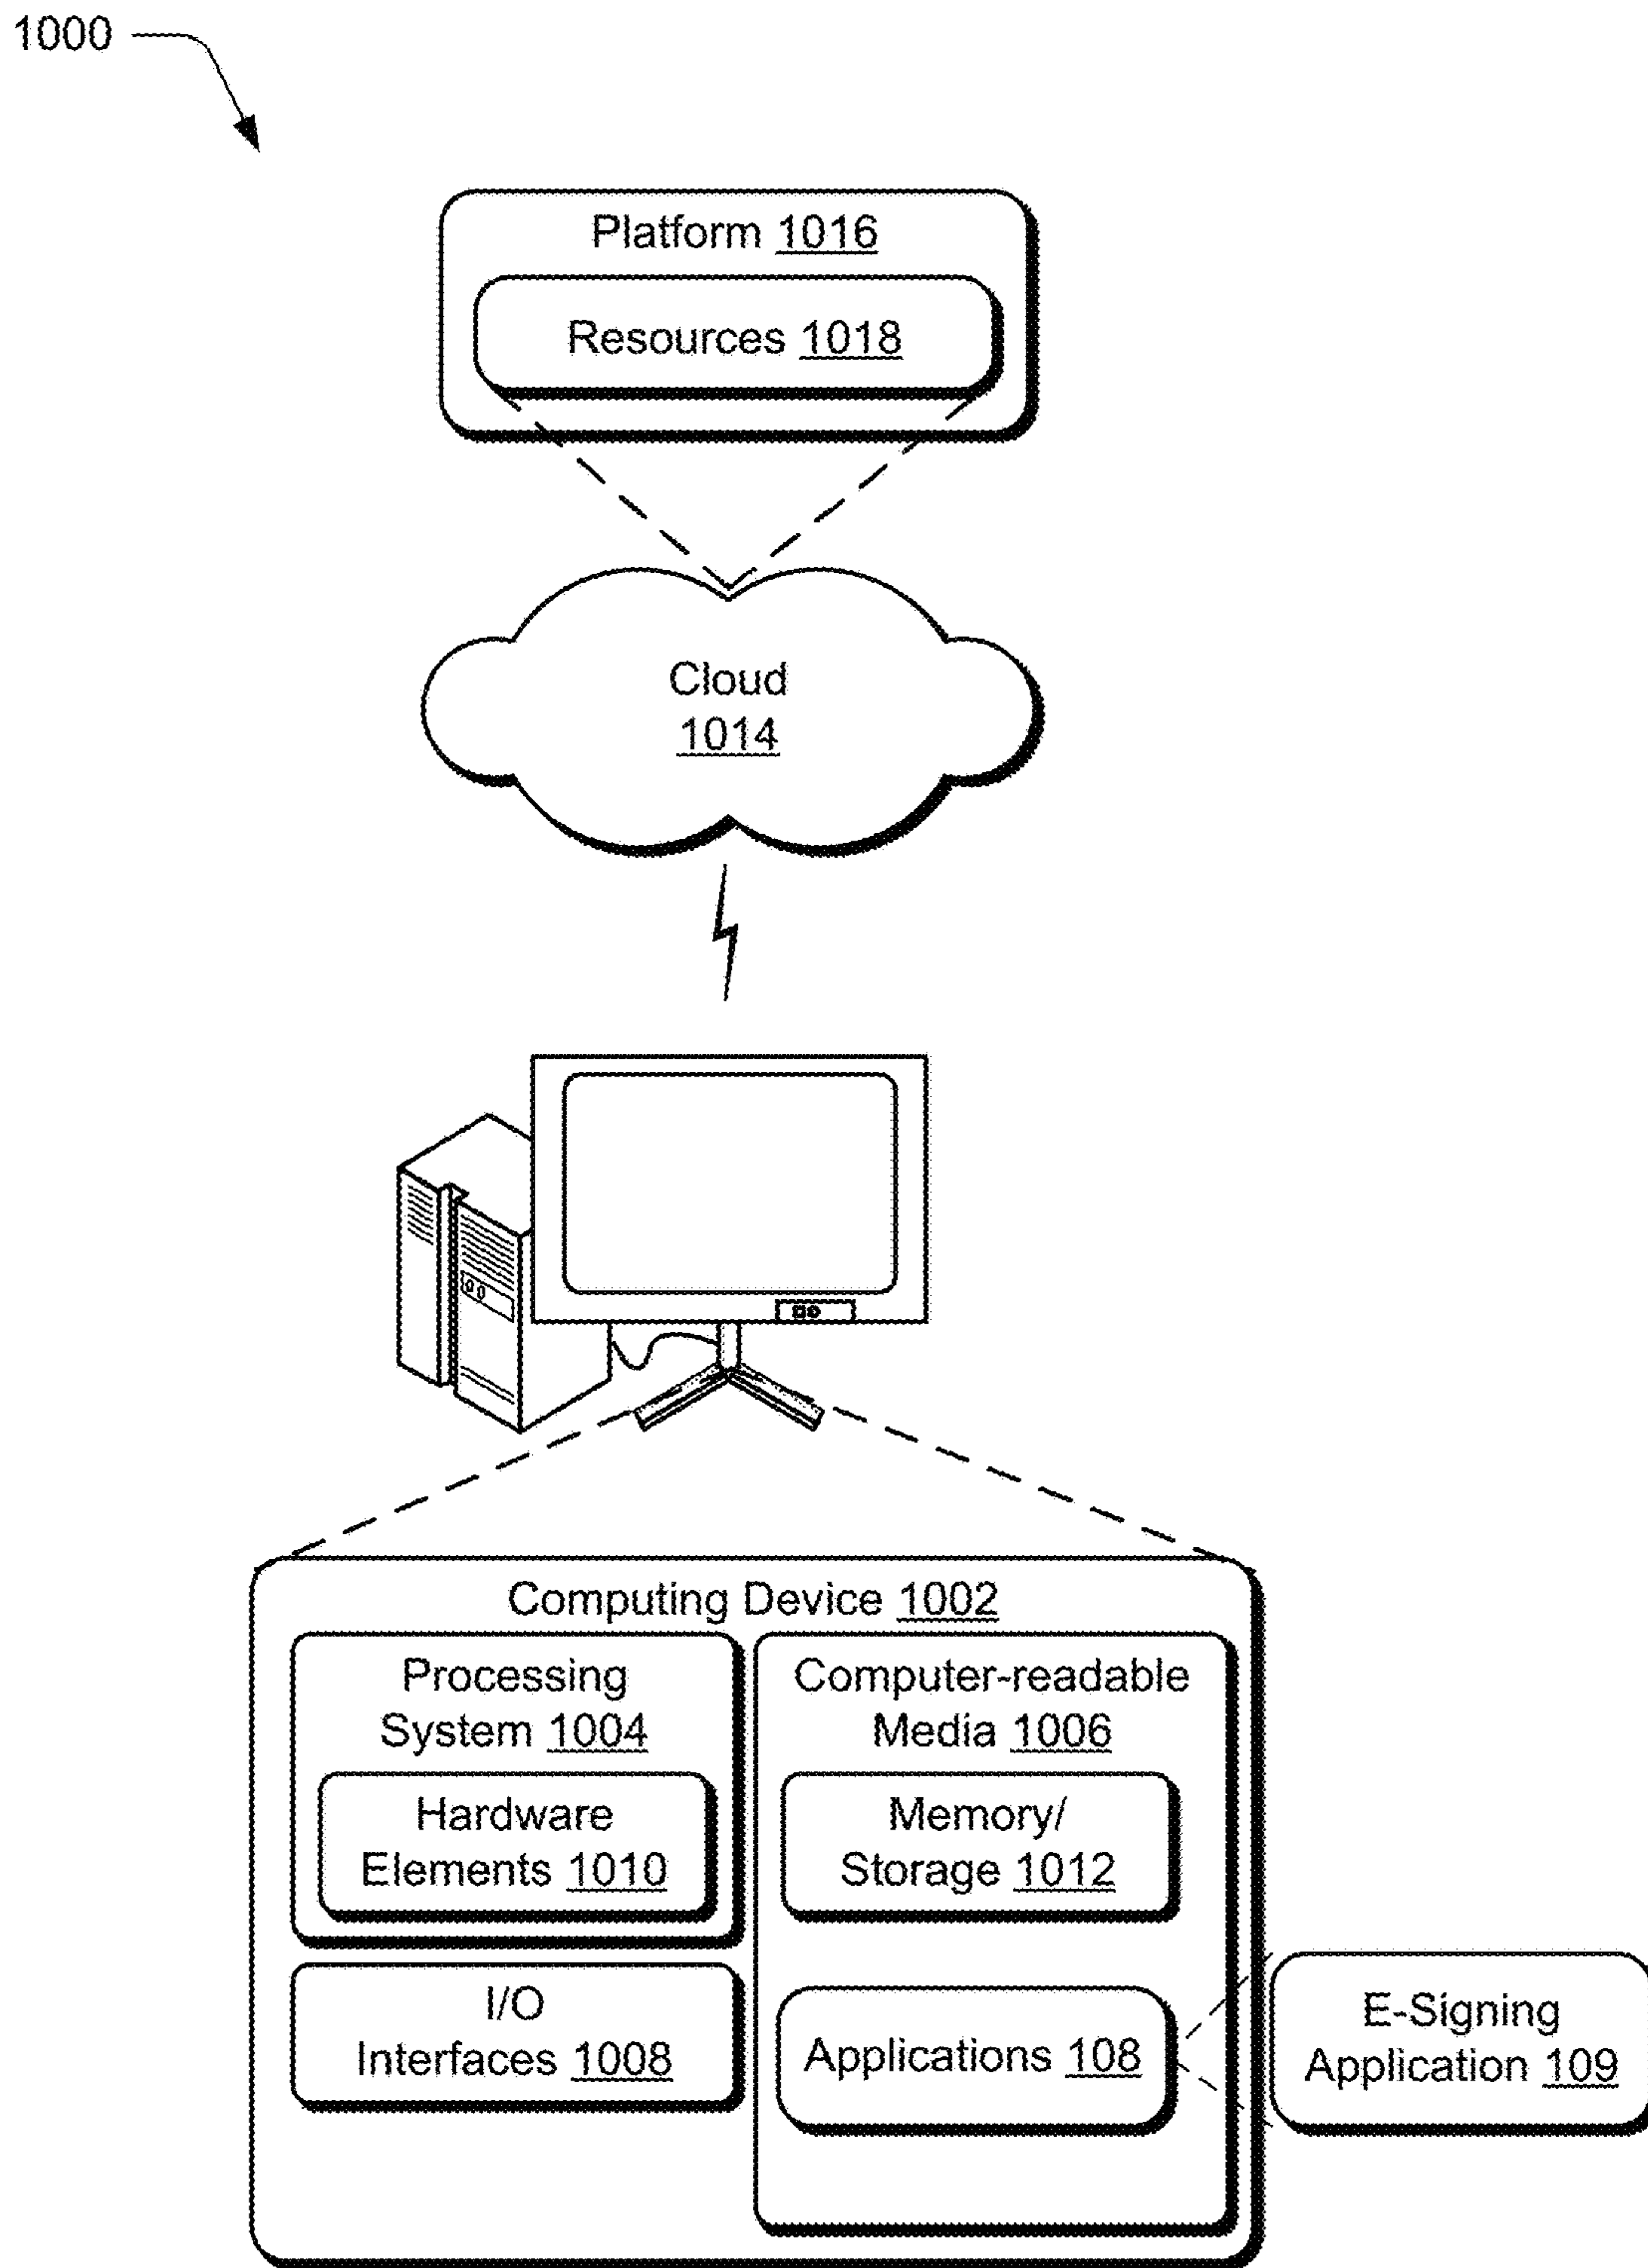 1000
Platform 1016
Resources 1018
Cloud
1014
Computing Device 1002
Processing
System 1004
Hardware
Elements 1010
I/O
Interfaces 1008
Computer-readable
Media 1006
Memory/
Storage 1012
Applications 108
E-Signing
Application 109